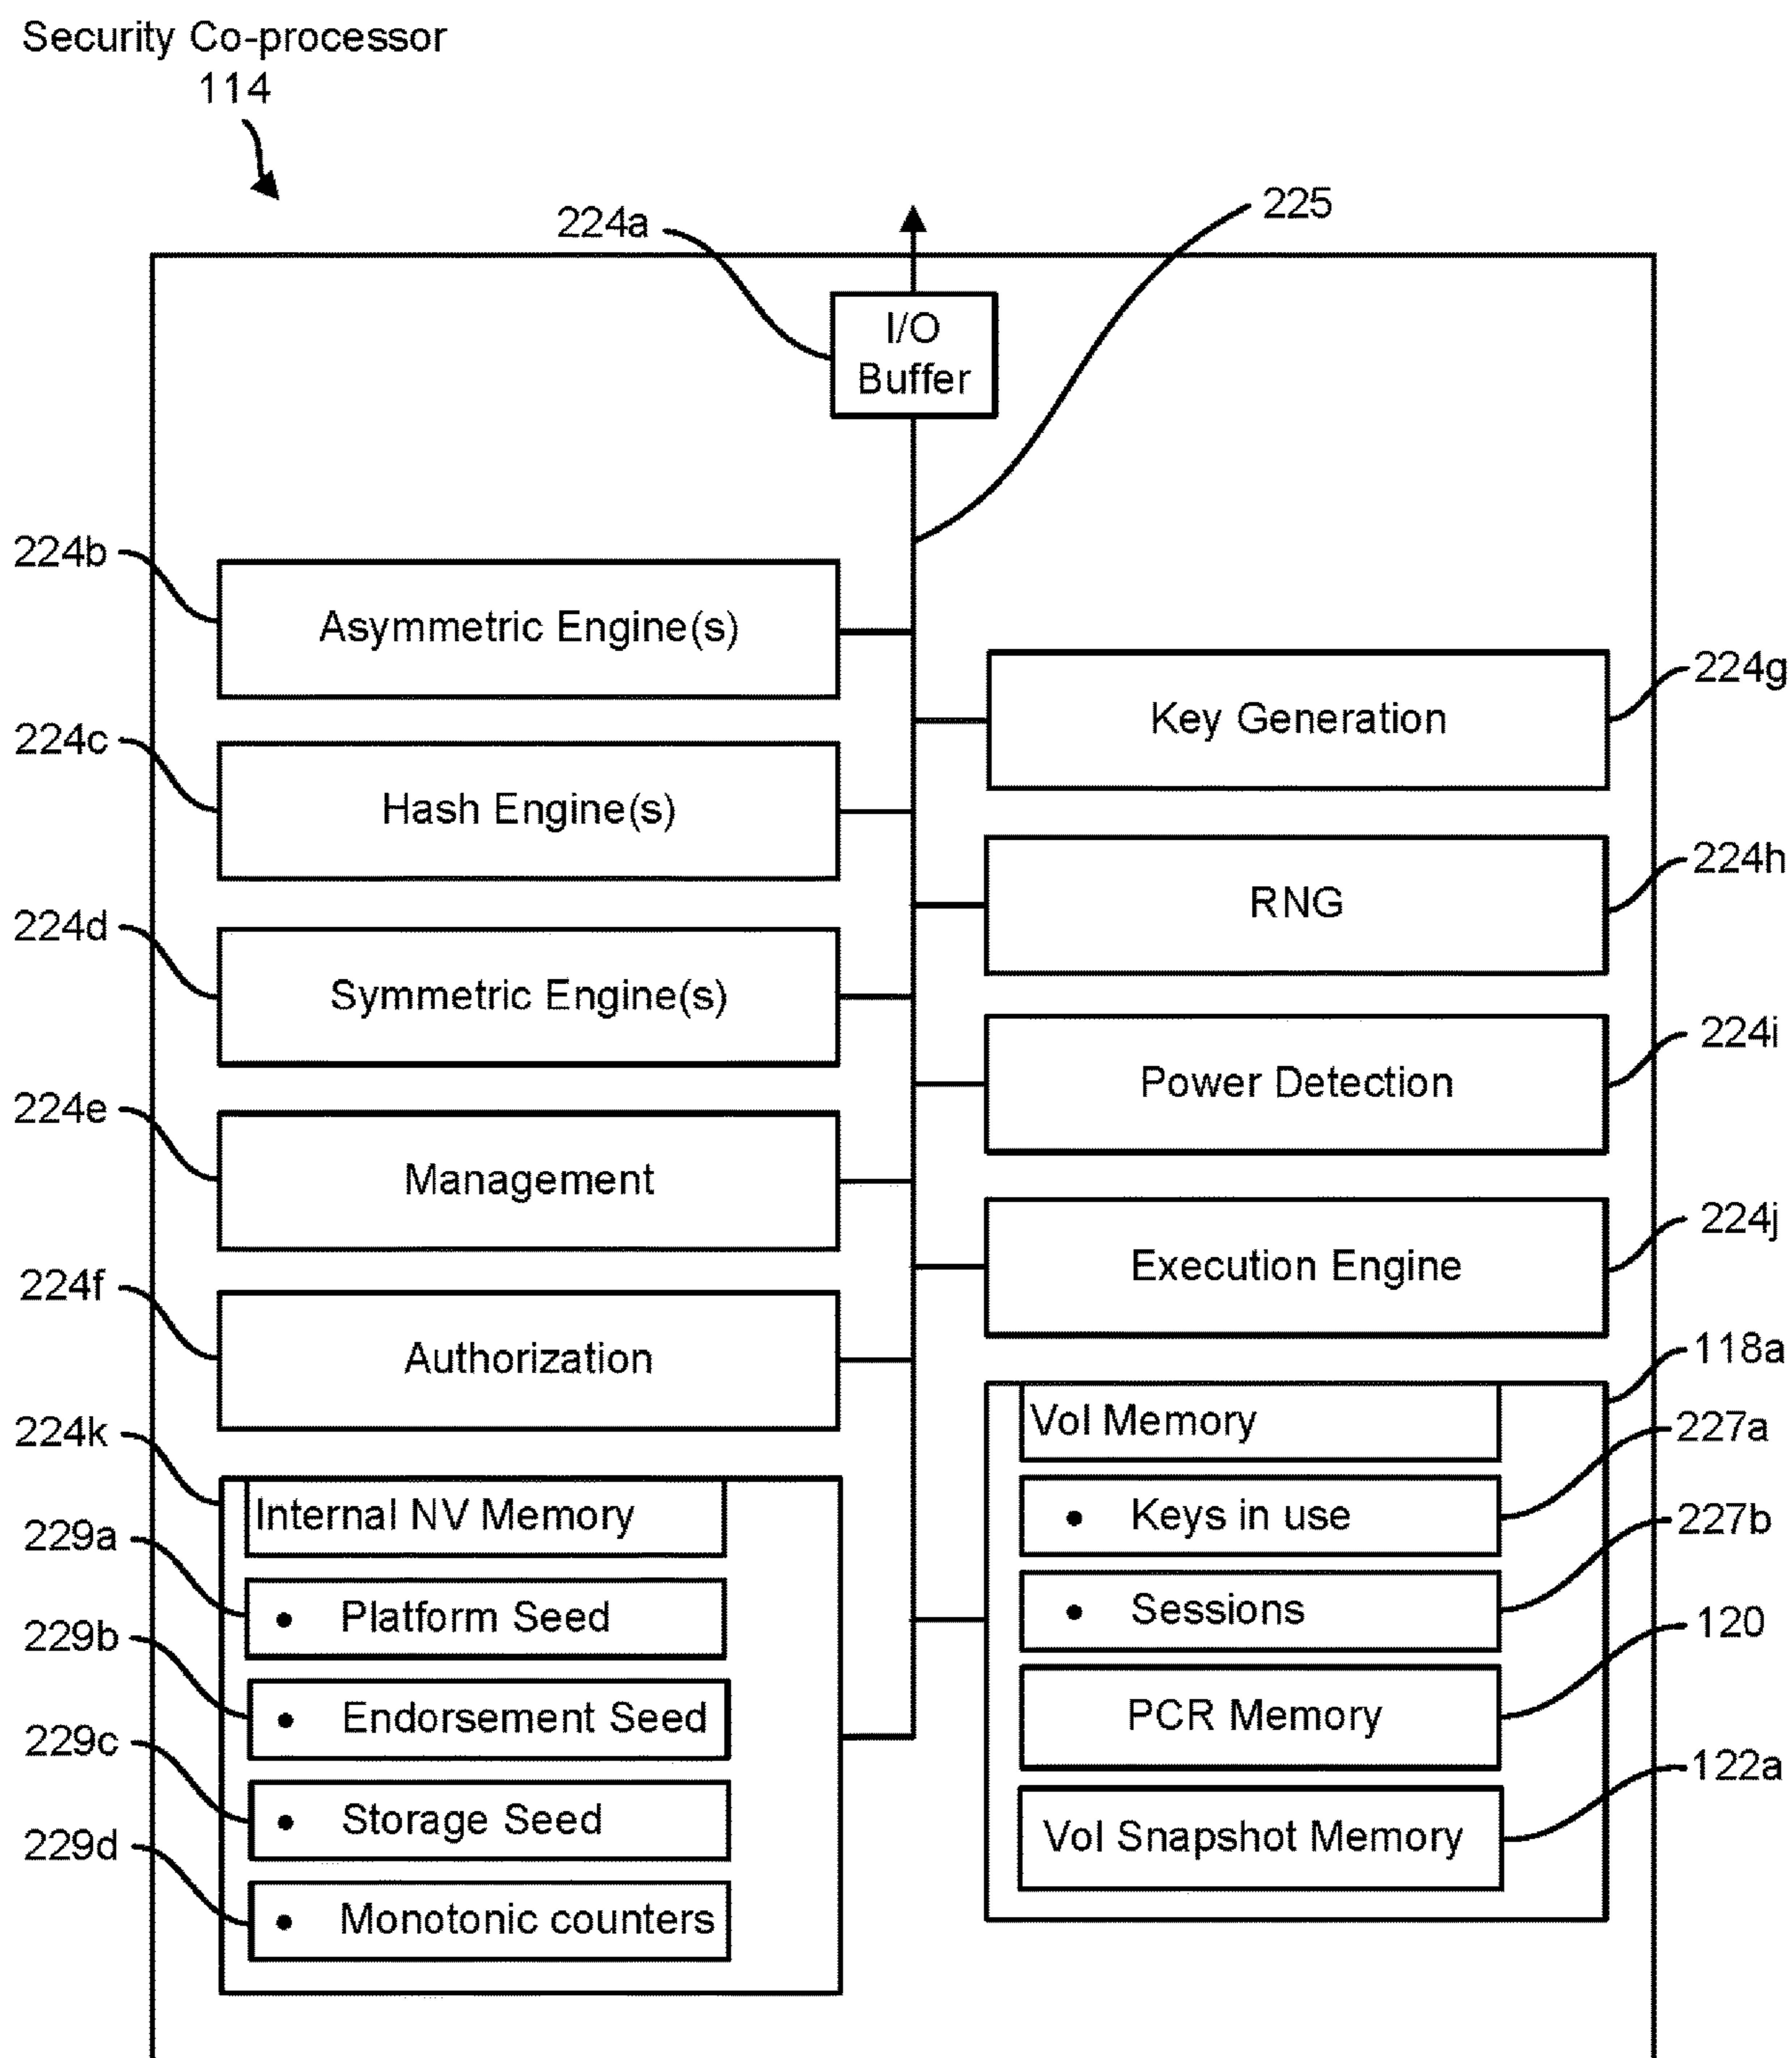 Security Co-processor
114
224a
225
I/O
Buffer
224b
Asymmetric Engine(s)
224g
Key Generation
224c
Hash Engine(s)
224h
RNG
224d
Symmetric Engine(s)
224i
Power Detection
224e
Management
224j
Execution Engine
224f
Authorization
118a
Vol Memory
227a
• Keys in use
227b
• Sessions
120
PCR Memory
122a
Vol Snapshot Memory
224k
Internal NV Memory
229a
• Platform Seed
229b
• Endorsement Seed
229c
• Storage Seed
229d
• Monotonic counters